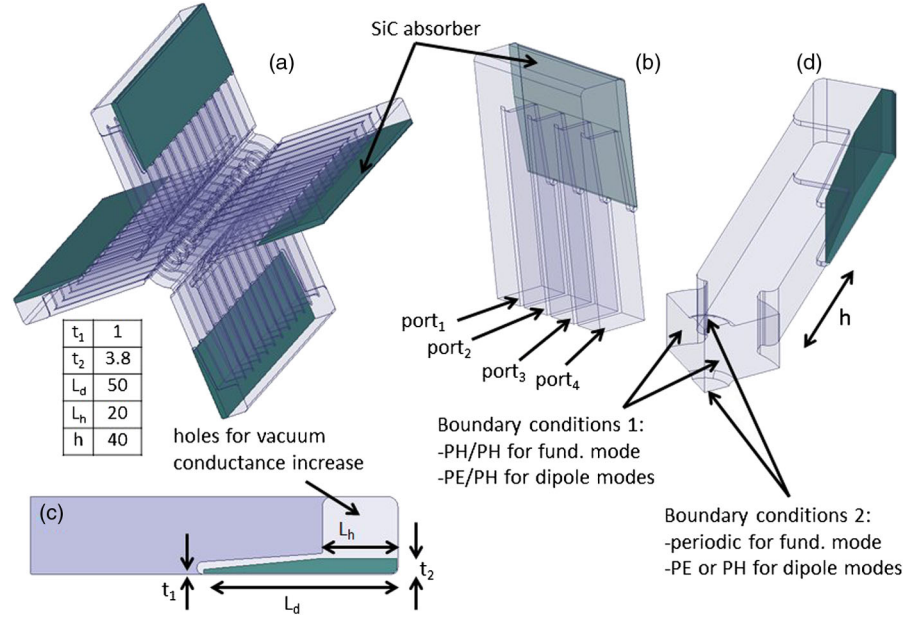 SiC absorber
(a)
(b)
(d)
t1 1
t2 3.8
Ld 50
Lh 20
h 40
port1
port2
port3
port4
h
holes for vacuum
conductance increase
Boundary conditions 1:
-PH/PH for fund. mode
-PE/PH for dipole modes
Boundary conditions 2:
-periodic for fund. mode
-PE or PH for dipole modes
(c)
Lh
t1
t2
Ld